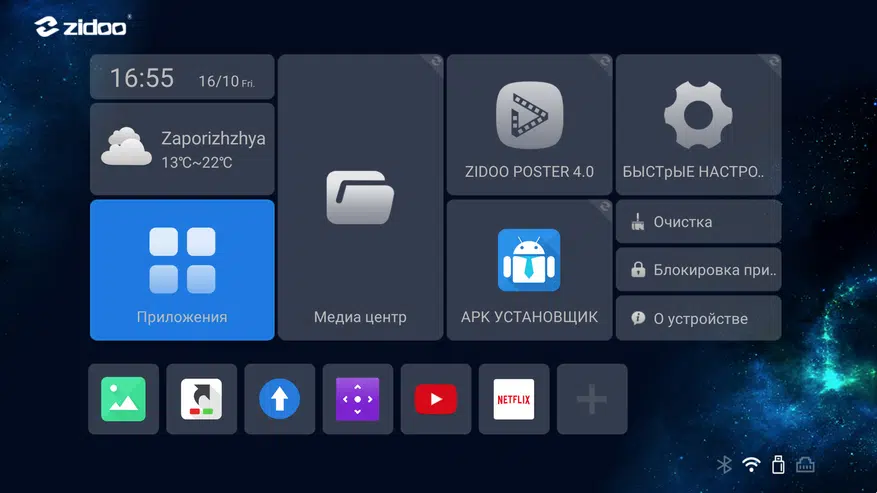 zidoo®
16:55 16/10 Fri.
Zaporizhzhya
13℃~22℃
Приложения
Медиа центр
ZIDOO POSTER 4.0
APK УСТАНОВЩИК
БЫСТрЫЕ НАСТРО..
Очистка
Блокировка при..
О устройстве
NETFLIX